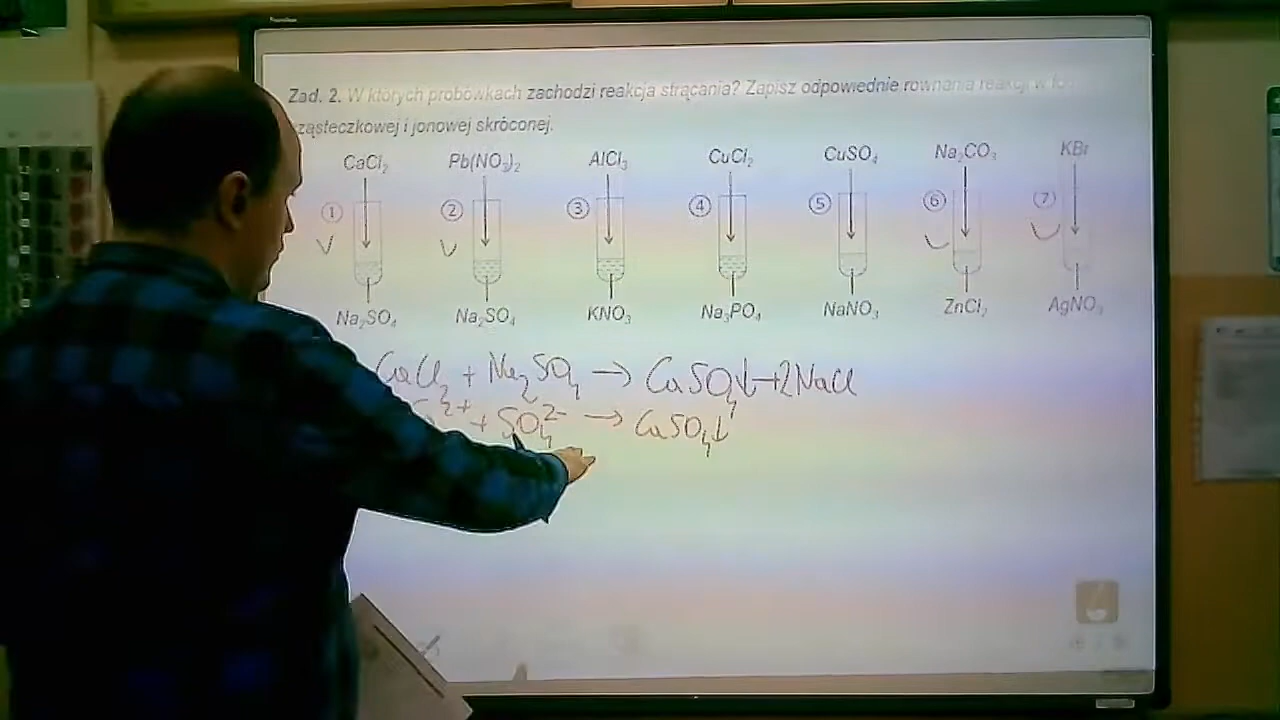 Zad. 2. W których probówkach zachodzi reakcja strącania? Zapisz odpowiednie równania reakcji w
cząsteczkowej i jonowej skróconej.
CaCl₂ Pb(NO₃)₂ AlCl₃ CuCl₂ CuSO₄ Na₂CO₃ KBr
① ② ③ ④ ⑤ ⑥ ⑦
Na₂SO₄ Na₂SO₄ KNO₃ Na₃PO₄ NaNO₃ ZnCl₂ AgNO₃
CaCl₂ + Na₂SO₄ → CaSO₄↓+2NaCl
²⁺ + SO₄²⁻ → CaSO₄↓